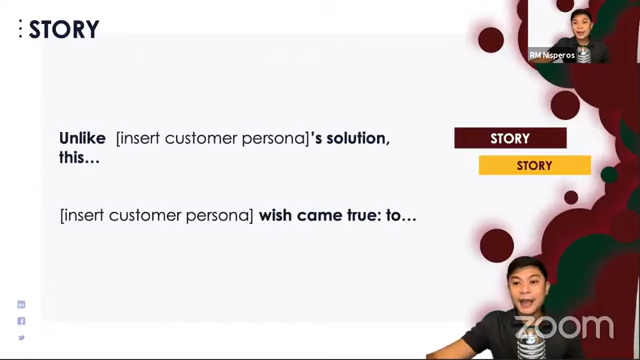 STORY
RM Nisperos
Unlike [insert customer persona]'s solution,
this...
STORY
STORY
[insert customer persona] wish came true: to...
zoom